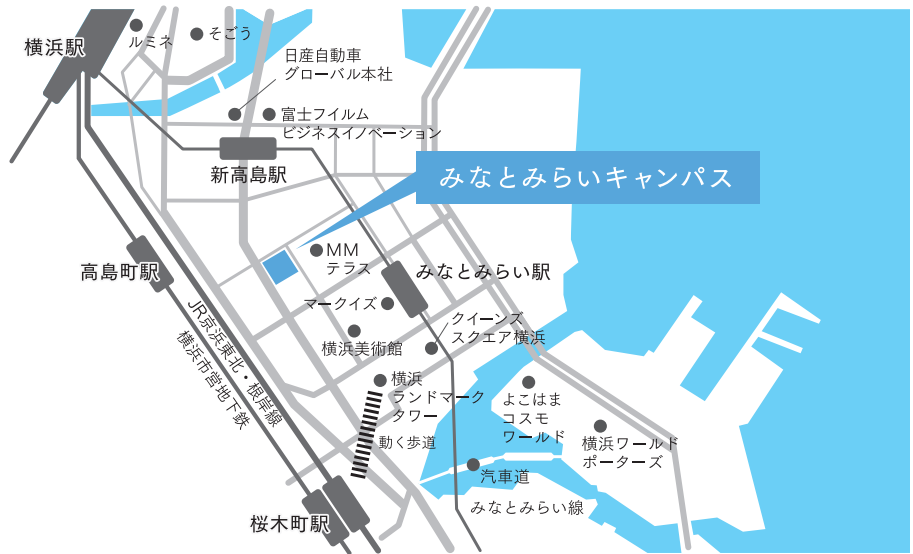 横浜駅
ルミネ
そごう
日産自動車
グローバル本社
富士フイルム
ビジネスイノベーション
新高島駅
みなとみらいキャンパス
MM
テラス
みなとみらい駅
高島町駅
マークイズ
クイーンズ
スクエア横浜
横浜美術館
JR京浜東北・根岸線
横浜市営地下鉄
横浜
ランドマーク
タワー
よこはま
コスモ
ワールド
横浜ワールド
ポーターズ
動く歩道
汽車道
みなとみらい線
桜木町駅